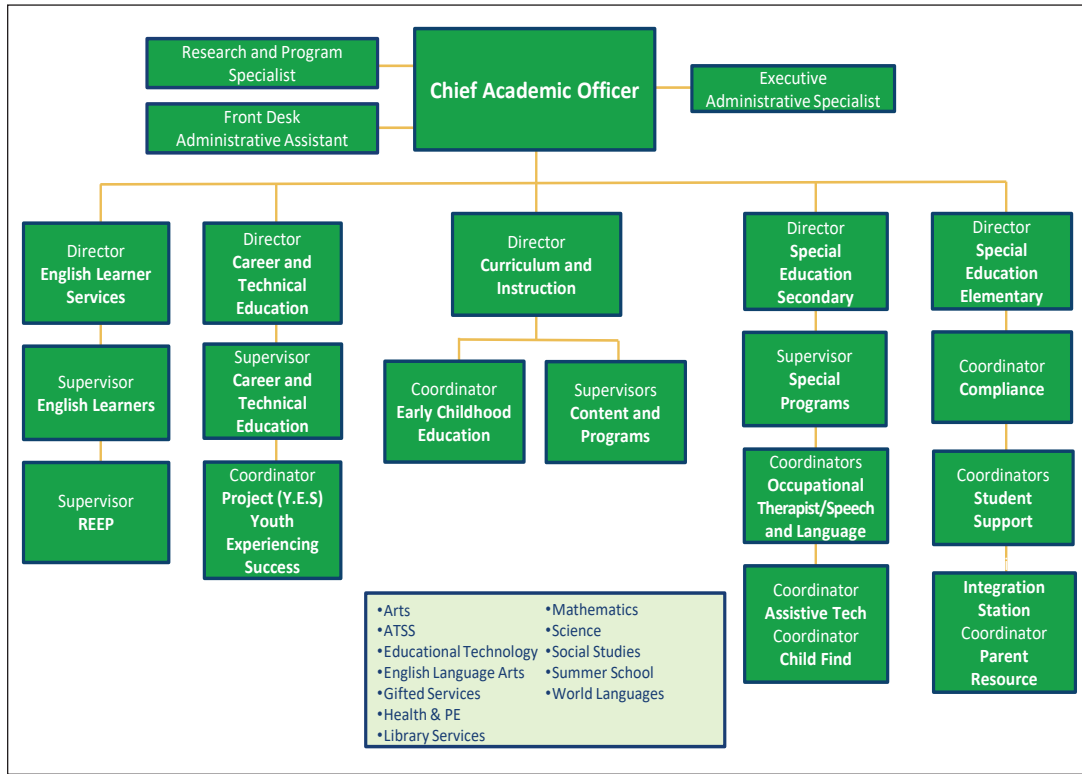 Research and Program
Specialist
Chief Academic Officer
Executive
Administrative Specialist
Front Desk
Administrative Assistant
Director
English Learner
Services
Director
Career and
Technical
Education
Director
Curriculum and
Instruction
Director
Special
Education
Secondary
Director
Special
Education
Elementary
Supervisor
English Learners
Supervisor
Career and
Technical
Education
Coordinator
Early Childhood
Education
Supervisors
Content and
Programs
Supervisor
Special
Programs
Coordinator
Compliance
Supervisor
REEP
Coordinator
Project (Y.E.S)
Youth
Experiencing
Success
Coordinators
Occupational
Therapist/Speech
and Language
Coordinators
Student
Support
Coordinator
Assistive Tech
Coordinator
Child Find
Integration
Station
Coordinator
Parent
Resource
•Arts
•ATSS
•Educational Technology
•English Language Arts
•Gifted Services
•Health & PE
•Library Services
•Mathematics
•Science
•Social Studies
•Summer School
•World Languages